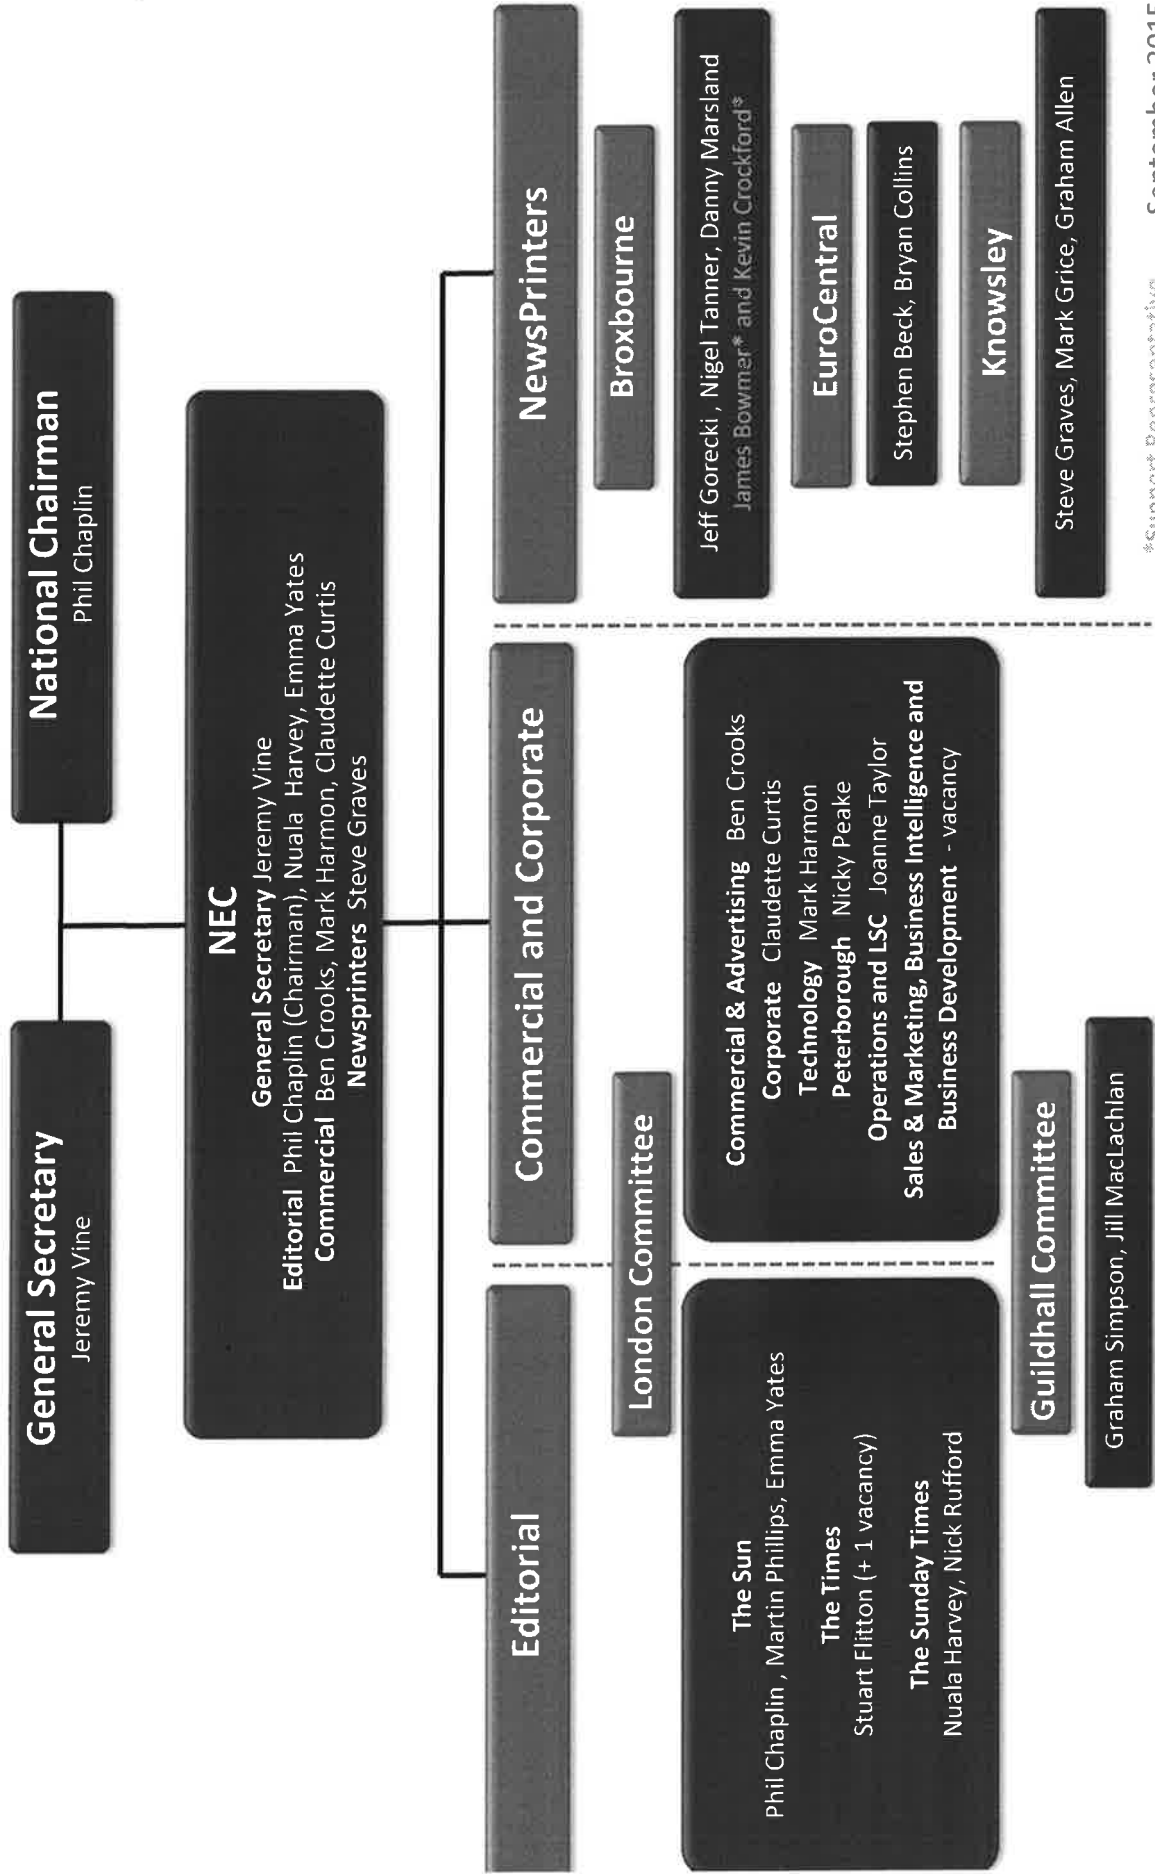 General Secretary
Jeremy Vine
National Chairman
Phil Chaplin
NEC
General Secretary Jeremy Vine
Editorial Phil Chaplin (Chairman), Nuala Harvey, Emma Yates
Commercial Ben Crooks, Mark Harmon, Claudette Curtis
Newsprinters Steve Graves
Editorial
Commercial and Corporate
NewsPrinters
London Committee
The Sun
Phil Chaplin , Martin Phillips, Emma Yates
The Times
Stuart Flitton (+ 1 vacancy)
The Sunday Times
Nuala Harvey, Nick Rufford
Commercial & Advertising Ben Crooks
Corporate Claudette Curtis
Technology Mark Harmon
Peterborough Nicky Peake
Operations and LSC Joanne Taylor
Sales & Marketing, Business Intelligence and
Business Development - vacancy
Guildhall Committee
Graham Simpson, Jill MacLachlan
Broxbourne
Jeff Gorecki , Nigel Tanner, Danny Marsland
James Bowmer* and Kevin Crockford*
EuroCentral
Stephen Beck, Bryan Collins
Knowsley
Steve Graves, Mark Grice, Graham Allen
*Support Representative
September 2015